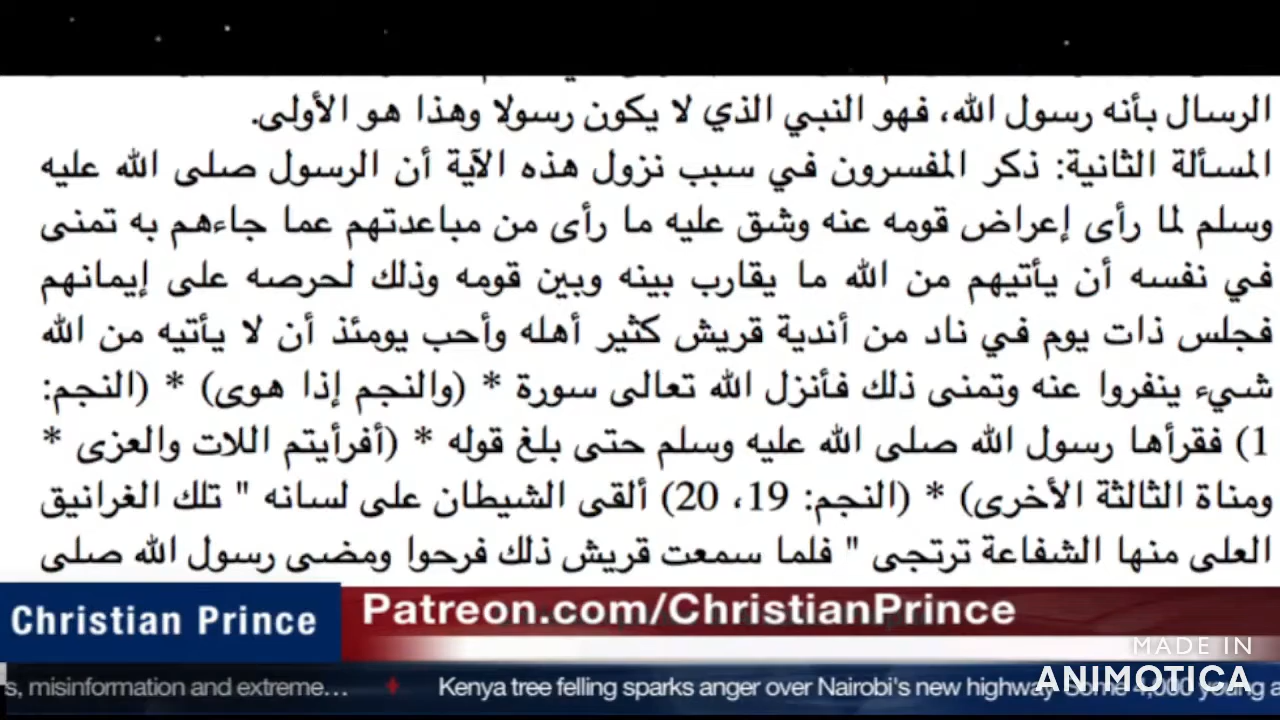 الرسال بأنه رسول الله، فهو النبي الذي لا يكون رسولا وهذا هو الأولى.
المسألة الثانية: ذكر المفسرون في سبب نزول هذه الآية أن الرسول صلى الله عليه
وسلم لما رأى إعراض قومه عنه وشق عليه ما رأى من مباعدتهم عما جاءهم به تمنى
في نفسه أن يأتيهم من الله ما يقارب بينه وبين قومه وذلك لحرصه على إيمانهم
فجلس ذات يوم في ناد من أندية قريش كثير أهله وأحب يومئذ أن لا يأتيه من الله
شيء ينفروا عنه وتمنى ذلك فأنزل الله تعالى سورة * (والنجم إذا هوى) * (النجم:
1) فقرأها رسول الله صلى الله عليه وسلم حتى بلغ قوله * (أفرأيتم اللات والعزى *
ومناة الثالثة الأخرى) * (النجم: 19، 20) ألقى الشيطان على لسانه " تلك الغرانيق
العلى منها الشفاعة ترتجى " فلما سمعت قريش ذلك فرحوا ومضى رسول الله صلى
Christian Prince
Patreon.com/ChristianPrince
MADE IN
ANIMOTICA
s, misinformation and extreme… Kenya tree felling sparks anger over Nairobi's new highway Some 4,000 young a